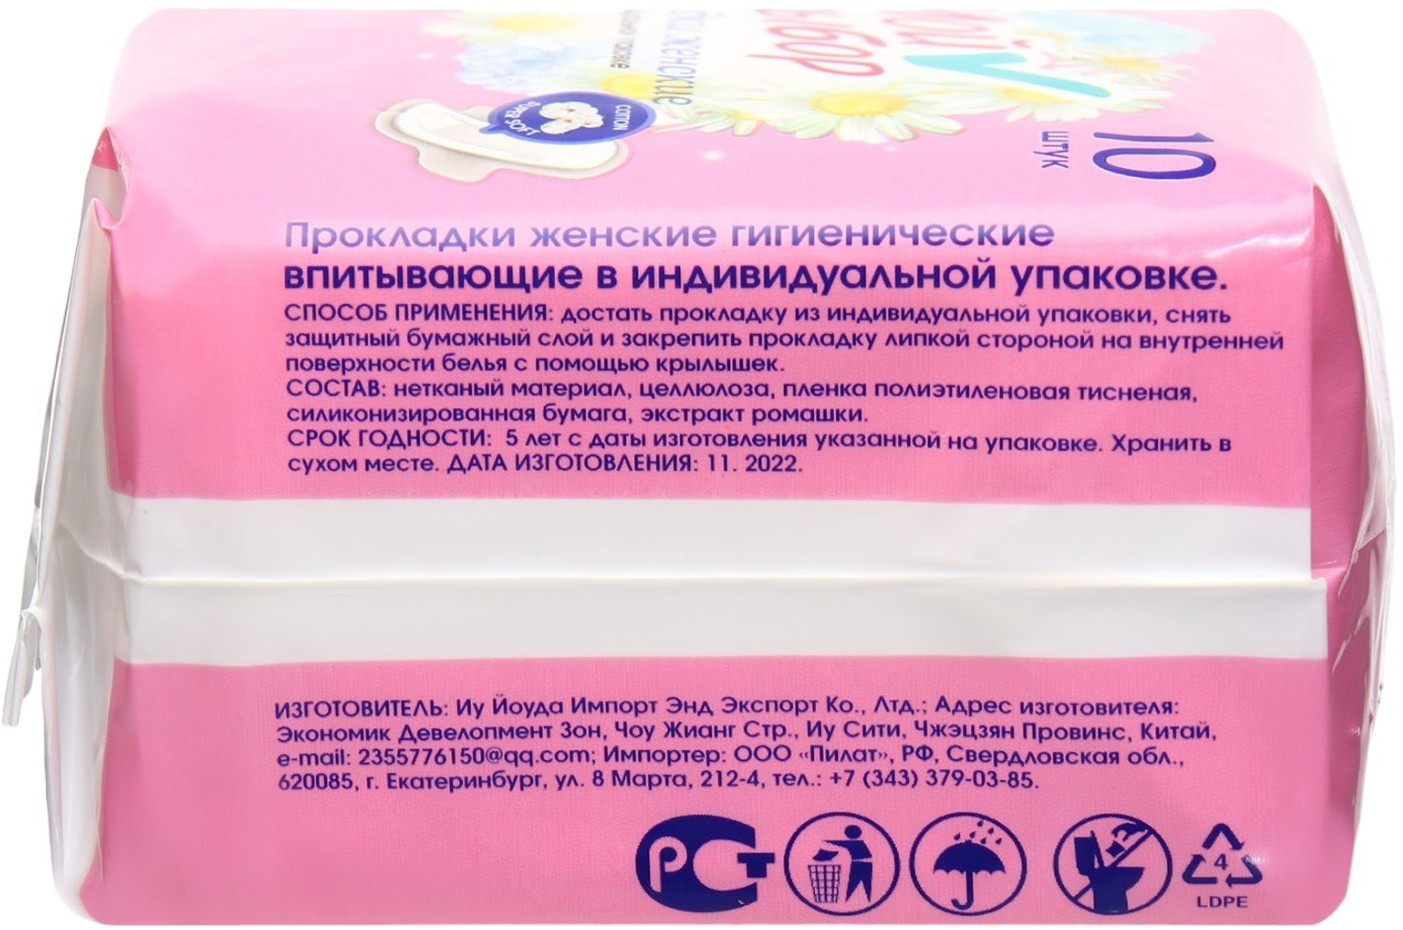 10
ШТУК
COTTON
SUPER SOFT
женские
Прокладки женские гигиенические
впитывающие в индивидуальной упаковке.
СПОСОБ ПРИМЕНЕНИЯ: достать прокладку из индивидуальной упаковки, снять
защитный бумажный слой и закрепить прокладку липкой стороной на внутренней
поверхности белья с помощью крылышек.
СОСТАВ: нетканый материал, целлюлоза, пленка полиэтиленовая тисненая,
силиконизированная бумага, экстракт ромашки.
СРОК ГОДНОСТИ: 5 лет с даты изготовления указанной на упаковке. Хранить в
сухом месте. ДАТА ИЗГОТОВЛЕНИЯ: 11. 2022.
ИЗГОТОВИТЕЛЬ: Иу Йоуда Импорт Энд Экспорт Ко., Лтд.; Адрес изготовителя:
Экономик Девелопмент Зон, Чоу Жианг Стр., Иу Сити, Чжэцзян Провинс, Китай,
e-mail: 2355776150@qq.com; Импортер: ООО «Пилат», РФ, Свердловская обл.,
620085, г. Екатеринбург, ул. 8 Марта, 212-4, тел.: +7 (343) 379-03-85.
РСТ
4
LDPE